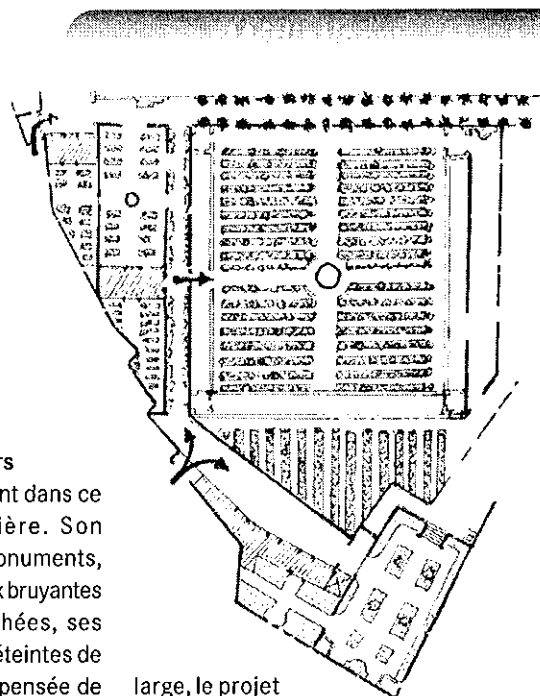 rs
nt dans ce
ière. Son
onuments,
x bruyantes
hées, ses
éteintes de
pensée de
large, le projet